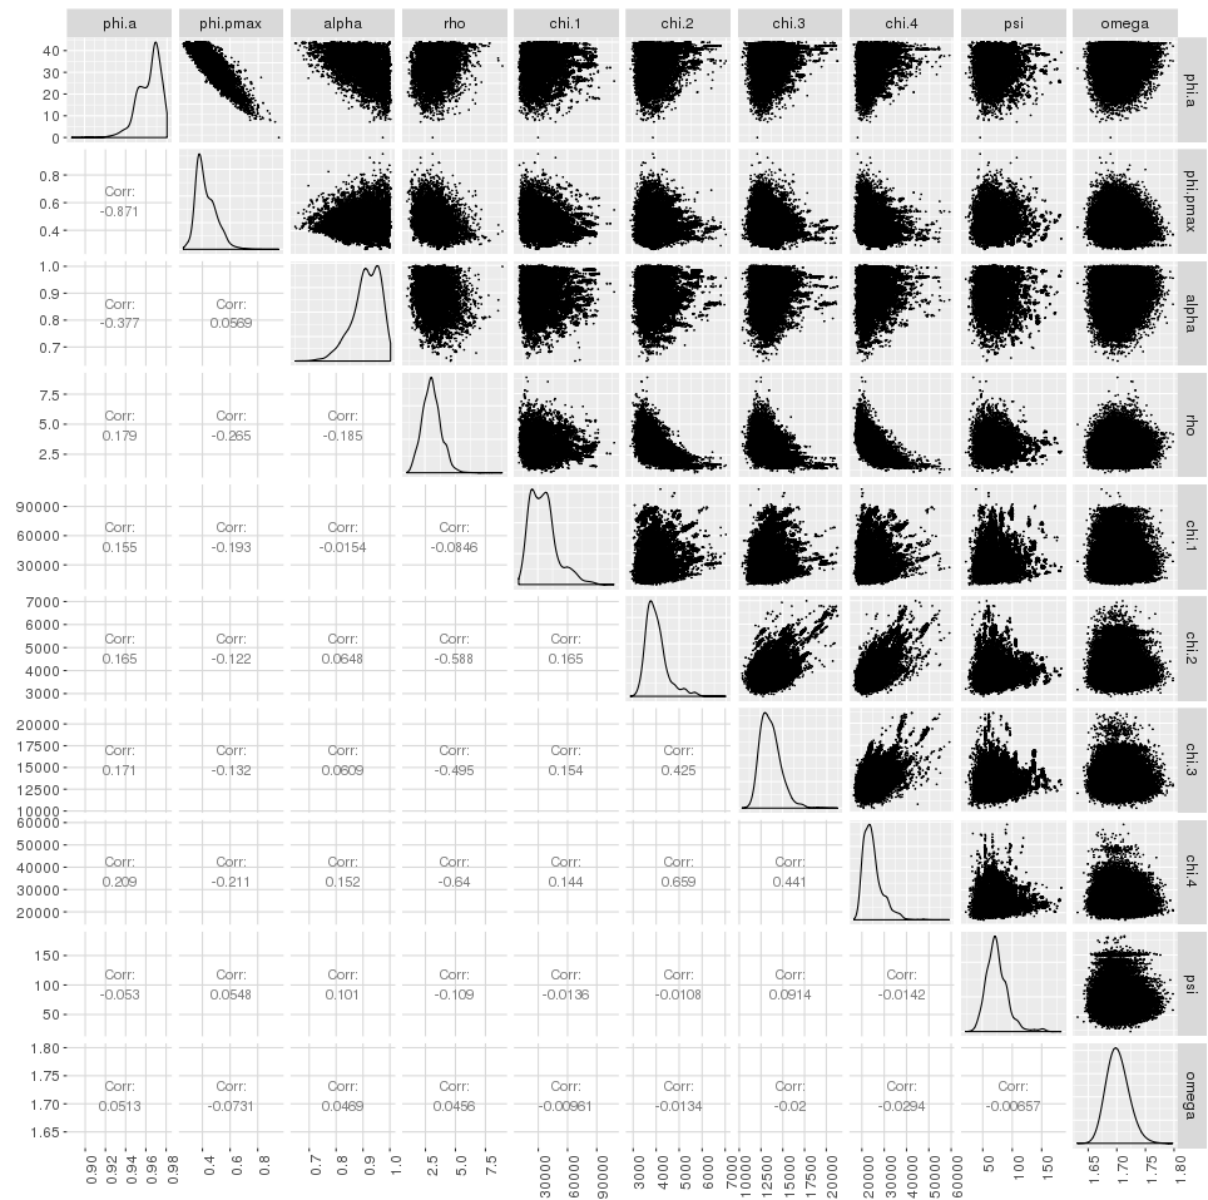 phi.a phi.pmax alpha rho chi.1 chi.2 chi.3 chi.4 psi omega
40
30
20
10
0
phi.a
0.8
0.6
0.4
Corr:
-0.871
phi.pmax
1.0
0.9
0.8
0.7
Corr: Corr:
-0.377 0.0569
alpha
7.5
5.0
2.5
Corr: Corr: Corr:
0.179 -0.265 -0.185
rho
90000
60000
30000
Corr: Corr: Corr: Corr:
0.155 -0.193 -0.0154 -0.0846
chi.1
7000
6000
5000
4000
3000
Corr: Corr: Corr: Corr: Corr:
0.165 -0.122 0.0648 -0.588 0.165
chi.2
20000
17500
15000
12500
10000
Corr: Corr: Corr: Corr: Corr: Corr:
0.171 -0.132 0.0609 -0.495 0.154 0.425
chi.3
60000
50000
40000
30000
20000
Corr: Corr: Corr: Corr: Corr: Corr: Corr:
0.209 -0.211 0.152 -0.64 0.144 0.659 0.441
chi.4
150
100
50
Corr: Corr: Corr: Corr: Corr: Corr: Corr: Corr:
-0.053 0.0548 0.101 -0.109 -0.0136 -0.0108 0.0914 -0.0142
psi
1.80
1.75
1.70
1.65
Corr: Corr: Corr: Corr: Corr: Corr: Corr: Corr: Corr:
0.0513 -0.0731 0.0469 0.0456 -0.00961 -0.0134 -0.02 -0.0294 -0.00657
omega
0.90 0.92 0.94 0.96 0.98 0.4 0.6 0.8 0.7 0.8 0.9 1.0 2.5 5.0 7.5 30000 60000 90000 3000 4000 5000 6000 7000 10000 12500 15000 17500 20000 20000 30000 40000 50000 60000 50 100 150 1.65 1.70 1.75 1.80